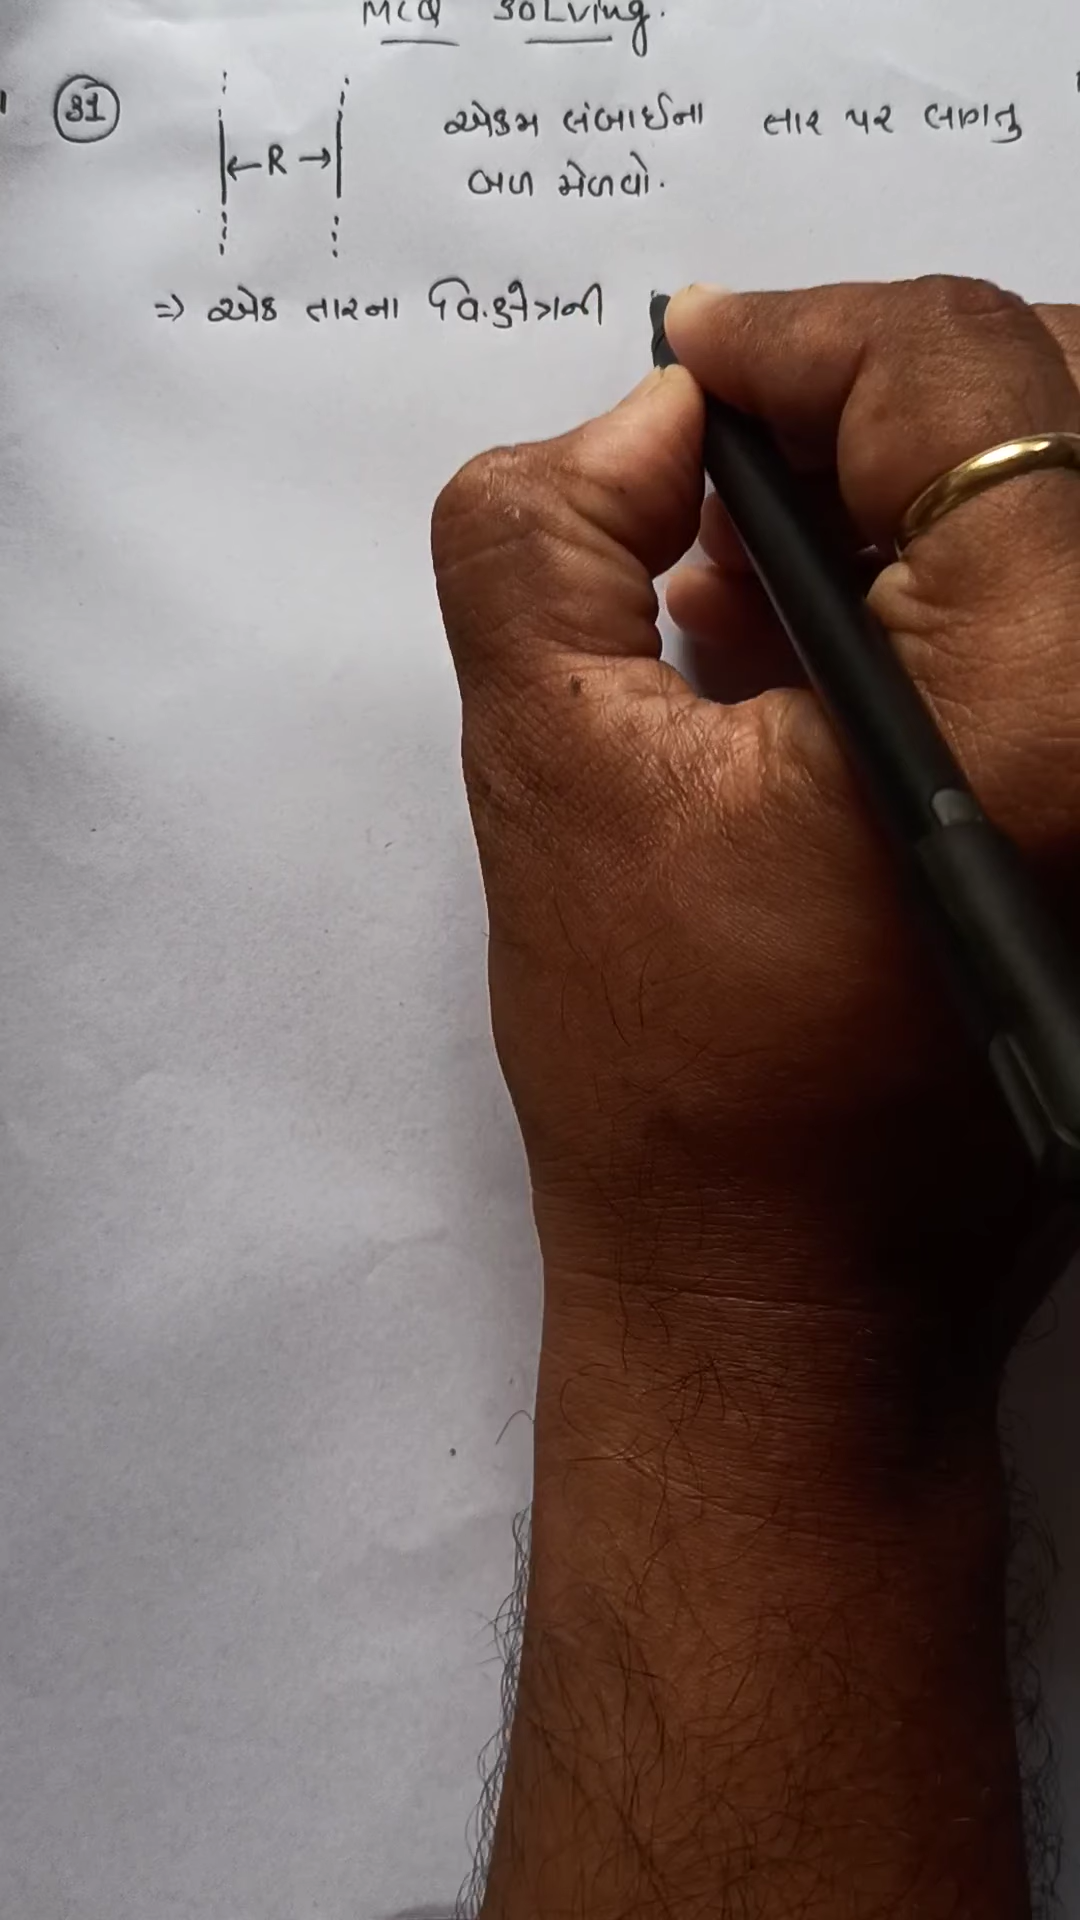 MCQ Solving.
31
એકમ લંબાઈના તાર પર લાગતુ
←R→
બળ મેળવો.
⇒ એક તારના વિ.ક્ષેત્રની